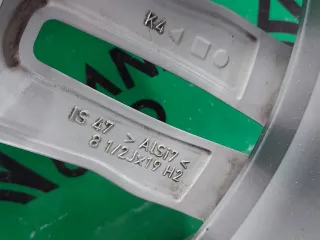 K4 ◁ □ ○
IS 47 > AlSi7 <
8 1/2Jx19 H2